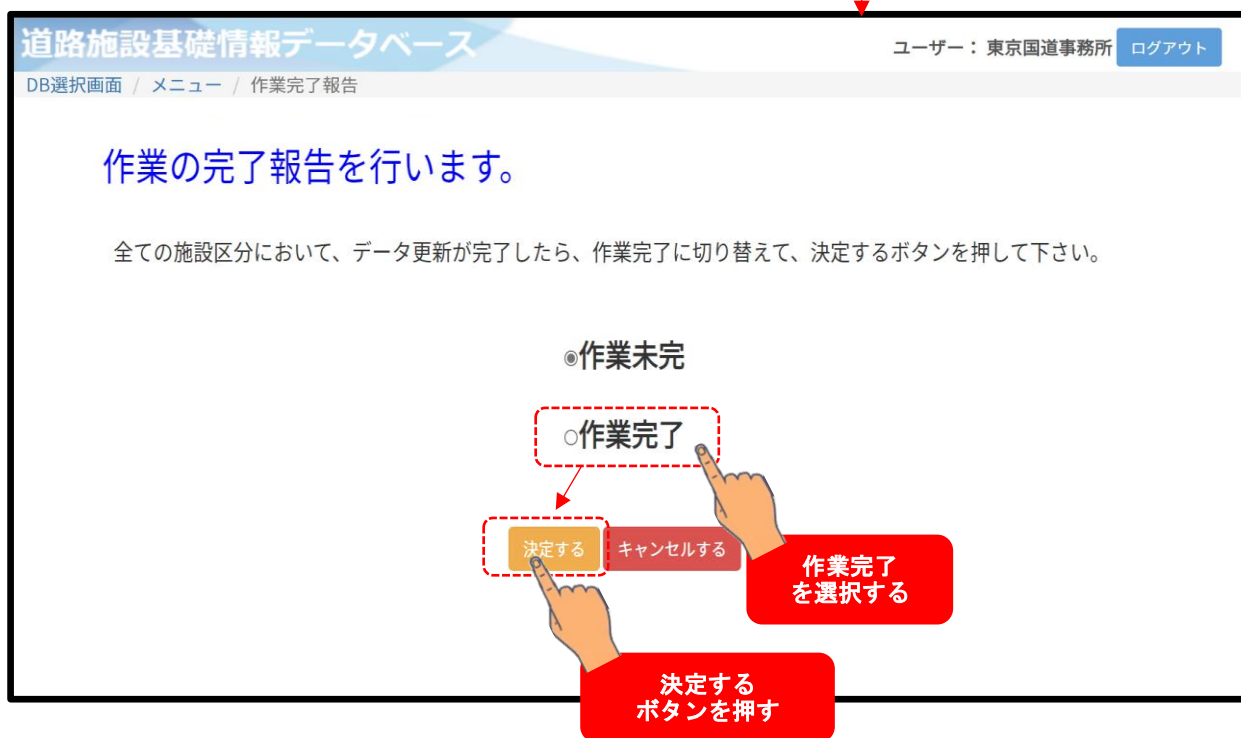 道路施設基礎情報データベース
ユーザー： 東京国道事務所 ログアウト
DB選択画面 / メニュー / 作業完了報告
作業の完了報告を行います。
全ての施設区分において、データ更新が完了したら、作業完了に切り替えて、決定するボタンを押して下さい。
◉作業未完
○作業完了
決定する キャンセルする
作業完了
を選択する
決定する
ボタンを押す